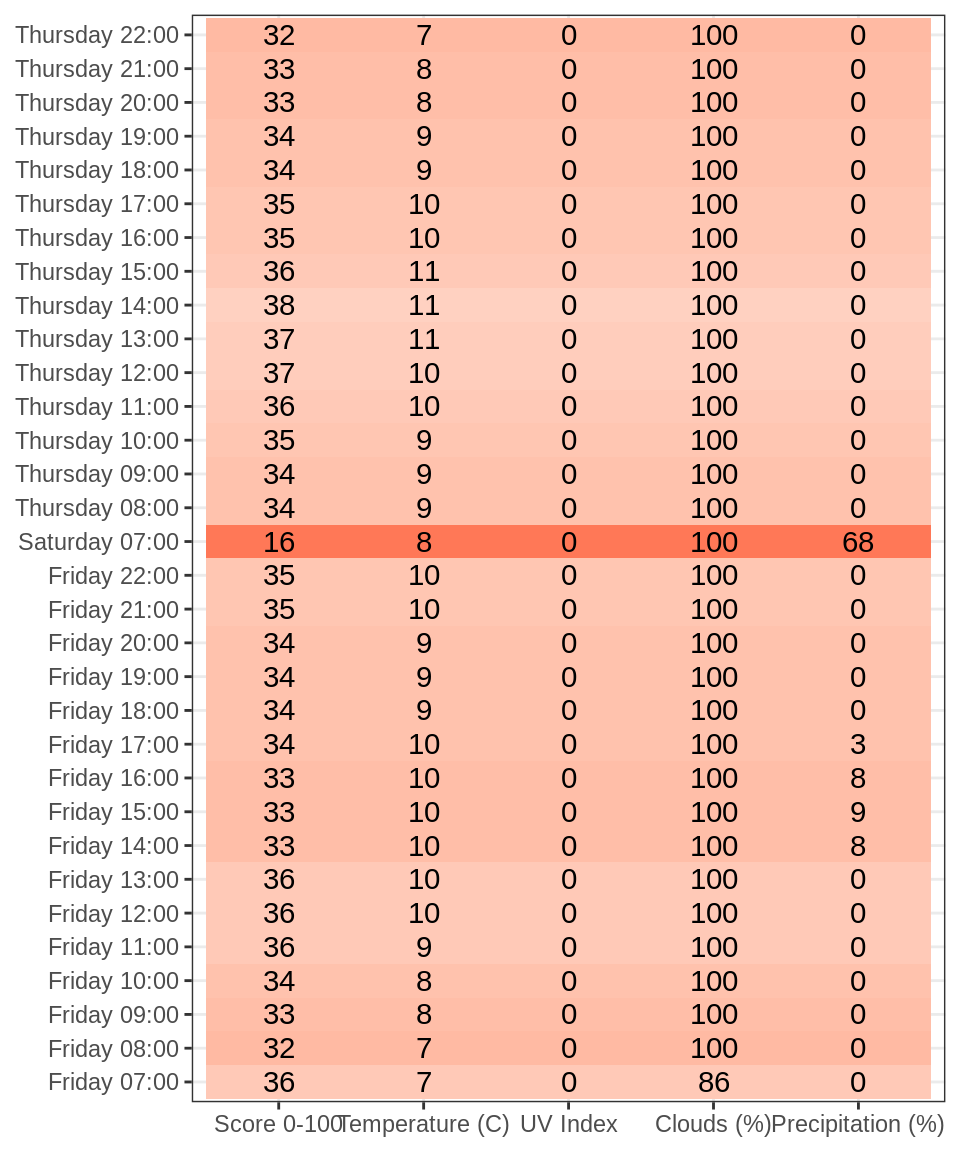 Thursday 22:00 32 7 0 100 0
Thursday 21:00 33 8 0 100 0
Thursday 20:00 33 8 0 100 0
Thursday 19:00 34 9 0 100 0
Thursday 18:00 34 9 0 100 0
Thursday 17:00 35 10 0 100 0
Thursday 16:00 35 10 0 100 0
Thursday 15:00 36 11 0 100 0
Thursday 14:00 38 11 0 100 0
Thursday 13:00 37 11 0 100 0
Thursday 12:00 37 10 0 100 0
Thursday 11:00 36 10 0 100 0
Thursday 10:00 35 9 0 100 0
Thursday 09:00 34 9 0 100 0
Thursday 08:00 34 9 0 100 0
Saturday 07:00 16 8 0 100 68
Friday 22:00 35 10 0 100 0
Friday 21:00 35 10 0 100 0
Friday 20:00 34 9 0 100 0
Friday 19:00 34 9 0 100 0
Friday 18:00 34 9 0 100 0
Friday 17:00 34 10 0 100 3
Friday 16:00 33 10 0 100 8
Friday 15:00 33 10 0 100 9
Friday 14:00 33 10 0 100 8
Friday 13:00 36 10 0 100 0
Friday 12:00 36 10 0 100 0
Friday 11:00 36 9 0 100 0
Friday 10:00 34 8 0 100 0
Friday 09:00 33 8 0 100 0
Friday 08:00 32 7 0 100 0
Friday 07:00 36 7 0 86 0
Score 0-100 Temperature (C) UV Index Clouds (%) Precipitation (%)